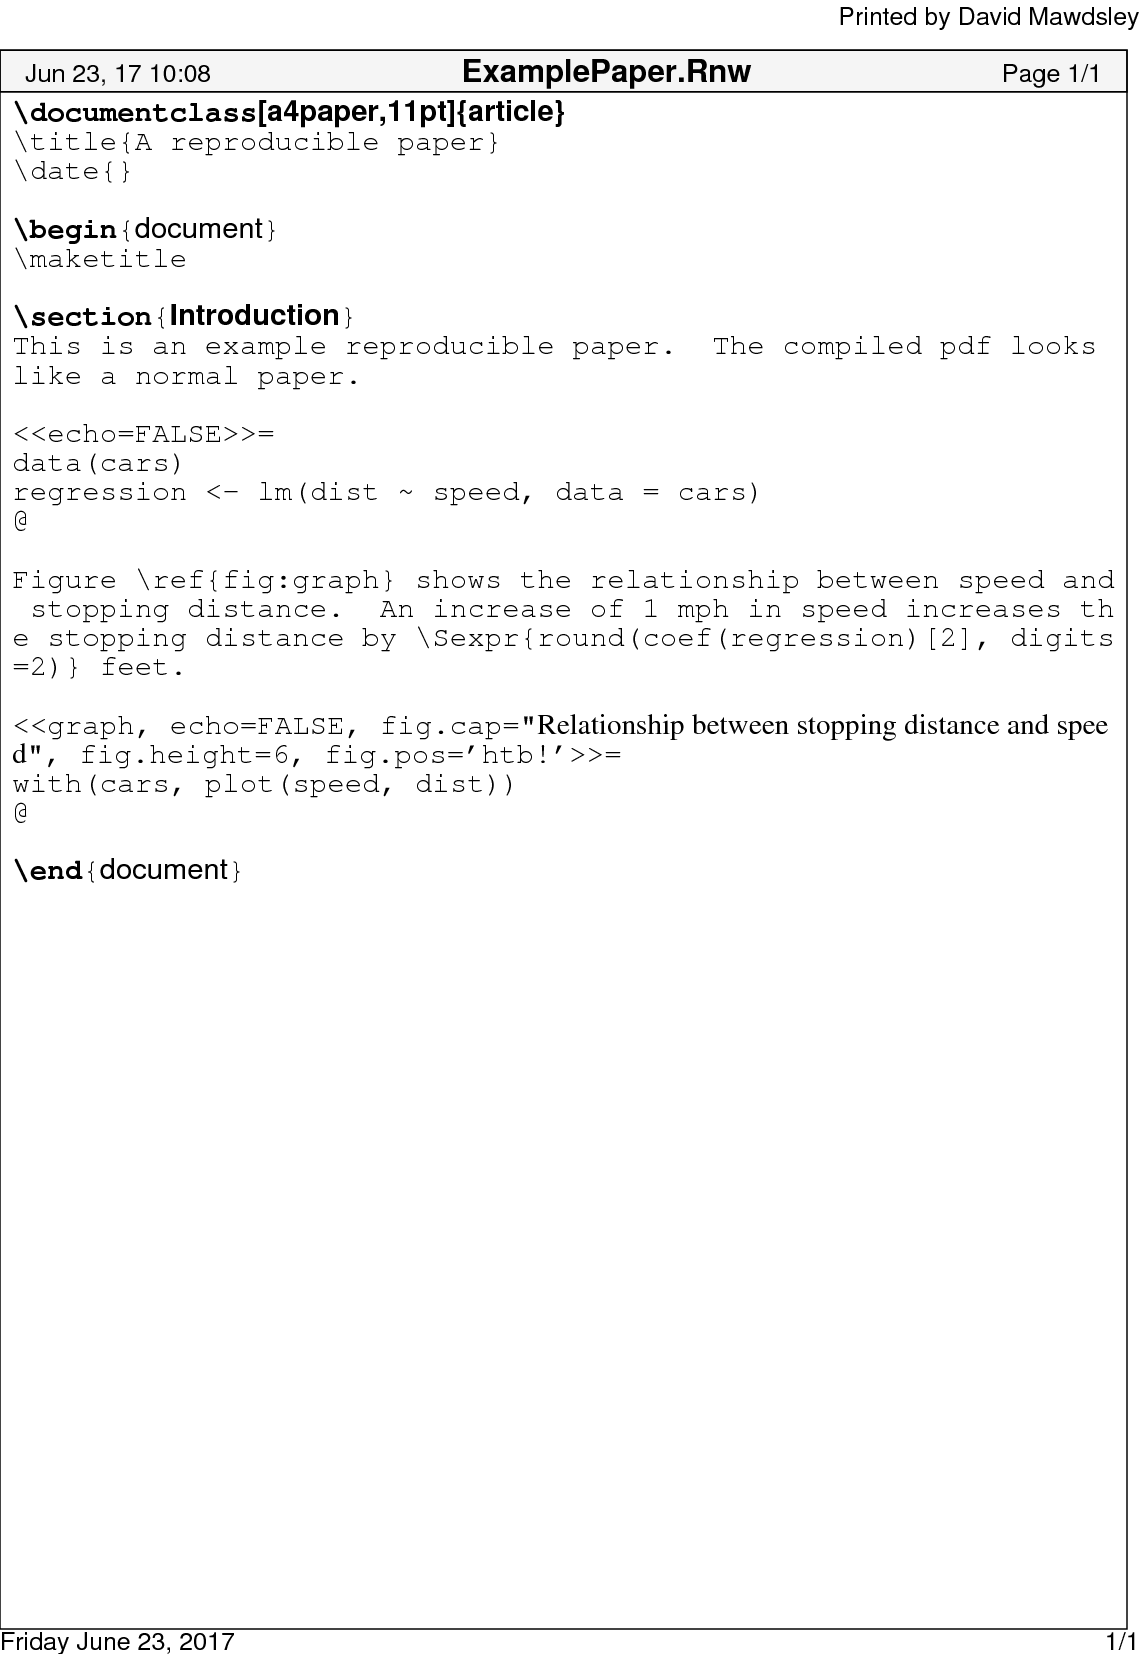 Printed by David Mawdsley
Jun 23, 17 10:08 ExamplePaper.Rnw Page 1/1
\documentclass[a4paper,11pt]{article}
\title{A reproducible paper}
\date{}
\begin{document}
\maketitle
\section{Introduction}
This is an example reproducible paper.  The compiled pdf looks
like a normal paper.
<<echo=FALSE>>=
data(cars)
regression <- lm(dist ~ speed, data = cars)
@
Figure \ref{fig:graph} shows the relationship between speed and
 stopping distance.  An increase of 1 mph in speed increases th
e stopping distance by \Sexpr{round(coef(regression)[2], digits
=2)} feet.
<<graph, echo=FALSE, fig.cap="Relationship between stopping distance and spee
d", fig.height=6, fig.pos='htb!'>>=
with(cars, plot(speed, dist))
@
\end{document}
Friday June 23, 2017 1/1